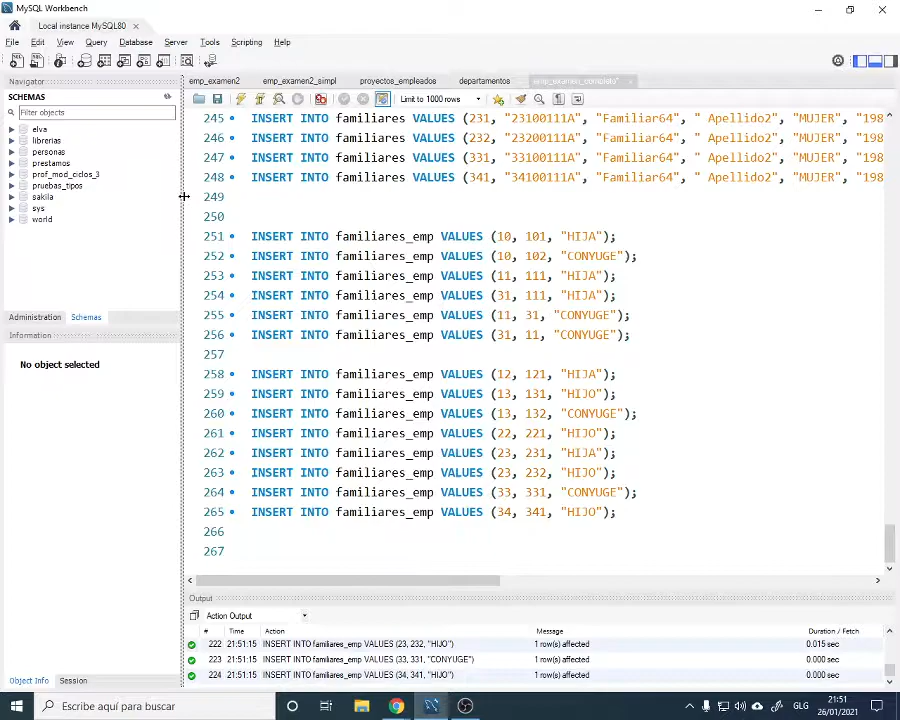 MySQL Workbench
Local instance MySQL80
File Edit View Query Database Server Tools Scripting Help
Navigator
SCHEMAS
Filter objects
elva
librerias
personas
prestamos
prof_mod_ciclos_3
pruebas_tipos
sakila
sys
world
Administration Schemas
Information
No object selected
Object Info Session
emp_examen2 emp_examen2_simpl proyectos_empleados departamentos emp_examen_completo*
Limit to 1000 rows
245 INSERT INTO familiares VALUES (231, "23100111A", "Familiar64", " Apellido2", "MUJER", "198
246 INSERT INTO familiares VALUES (232, "23200111A", "Familiar64", " Apellido2", "MUJER", "198
247 INSERT INTO familiares VALUES (331, "33100111A", "Familiar64", " Apellido2", "MUJER", "198
248 INSERT INTO familiares VALUES (341, "34100111A", "Familiar64", " Apellido2", "MUJER", "198
249
250
251 INSERT INTO familiares_emp VALUES (10, 101, "HIJA");
252 INSERT INTO familiares_emp VALUES (10, 102, "CONYUGE");
253 INSERT INTO familiares_emp VALUES (11, 111, "HIJA");
254 INSERT INTO familiares_emp VALUES (31, 111, "HIJA");
255 INSERT INTO familiares_emp VALUES (11, 31, "CONYUGE");
256 INSERT INTO familiares_emp VALUES (31, 11, "CONYUGE");
257
258 INSERT INTO familiares_emp VALUES (12, 121, "HIJA");
259 INSERT INTO familiares_emp VALUES (13, 131, "HIJO");
260 INSERT INTO familiares_emp VALUES (13, 132, "CONYUGE");
261 INSERT INTO familiares_emp VALUES (22, 221, "HIJO");
262 INSERT INTO familiares_emp VALUES (23, 231, "HIJA");
263 INSERT INTO familiares_emp VALUES (23, 232, "HIJO");
264 INSERT INTO familiares_emp VALUES (33, 331, "CONYUGE");
265 INSERT INTO familiares_emp VALUES (34, 341, "HIJO");
266
267
Output
Action Output
# Time Action Message Duration / Fetch
222 21:51:15 INSERT INTO familiares_emp VALUES (23, 232, "HIJO") 1 row(s) affected 0.015 sec
223 21:51:15 INSERT INTO familiares_emp VALUES (33, 331, "CONYUGE") 1 row(s) affected 0.000 sec
224 21:51:15 INSERT INTO familiares_emp VALUES (34, 341, "HIJO") 1 row(s) affected 0.000 sec
Escribe aquí para buscar
GLG
21:51
26/01/2021